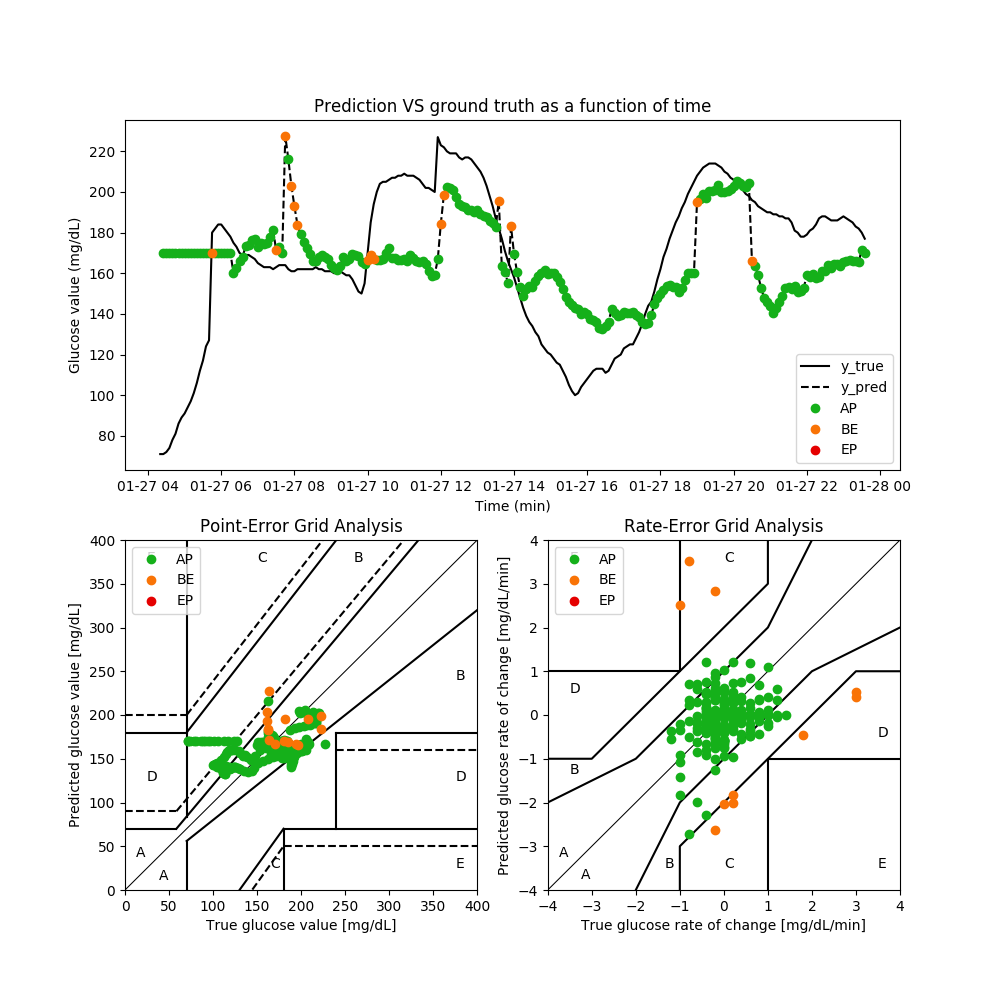 Prediction VS ground truth as a function of time
Glucose value (mg/dL)
220
200
180
160
140
120
100
80
y_true
y_pred
AP
BE
EP
01-27 04 01-27 06 01-27 08 01-27 10 01-27 12 01-27 14 01-27 16 01-27 18 01-27 20 01-27 22 01-28 00
Time (min)
Point-Error Grid Analysis
Predicted glucose value [mg/dL]
400
350
300
250
200
150
100
50
0
AP
BE
EP
C
B
B
D
D
A
A
C
E
0 50 100 150 200 250 300 350 400
True glucose value [mg/dL]
Rate-Error Grid Analysis
Predicted glucose rate of change [mg/dL/min]
4
3
2
1
0
−1
−2
−3
−4
AP
BE
EP
C
D
D
B
A
A
B
C
E
−4 −3 −2 −1 0 1 2 3 4
True glucose rate of change [mg/dL/min]